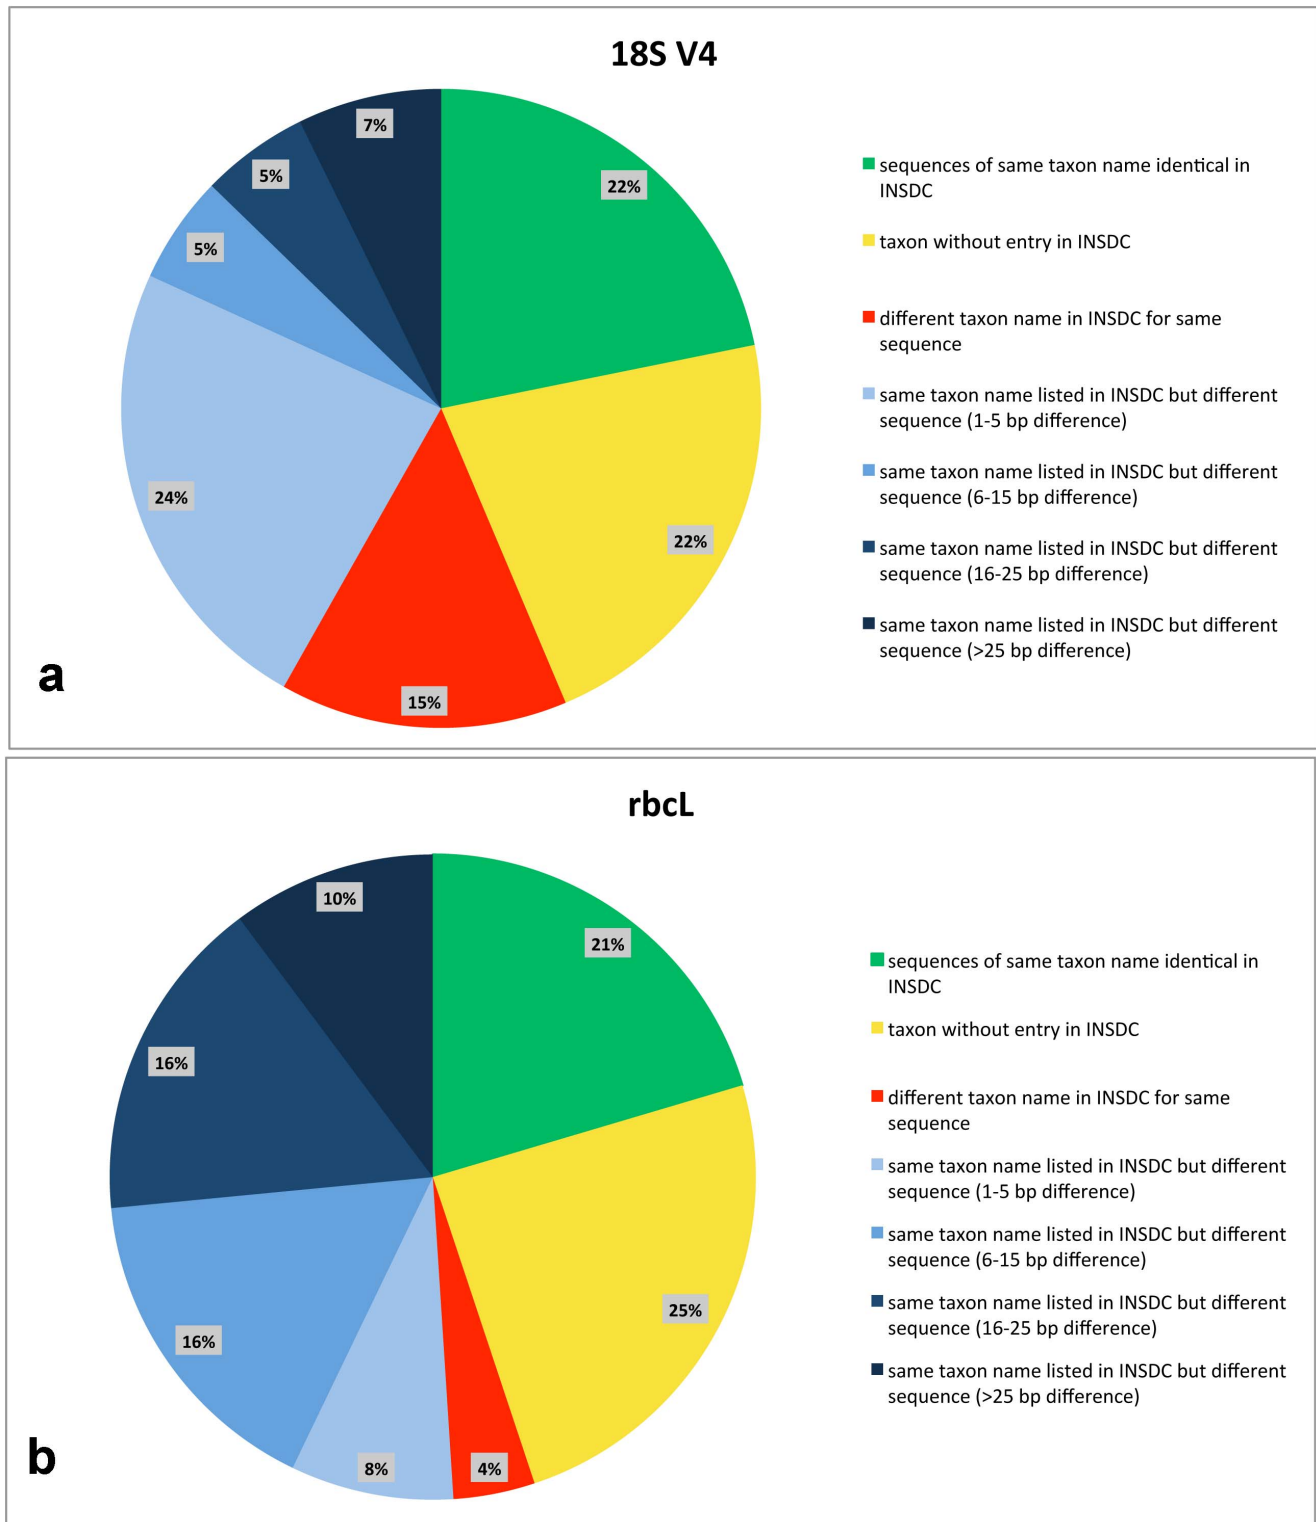 18S V4
7%
5%
5%
22%
24%
22%
15%
sequences of same taxon name identical in
INSDC
taxon without entry in INSDC
different taxon name in INSDC for same
sequence
same taxon name listed in INSDC but different
sequence (1-5 bp difference)
same taxon name listed in INSDC but different
sequence (6-15 bp difference)
same taxon name listed in INSDC but different
sequence (16-25 bp difference)
same taxon name listed in INSDC but different
sequence (>25 bp difference)
a
rbcL
10%
21%
16%
25%
16%
8%
4%
sequences of same taxon name identical in
INSDC
taxon without entry in INSDC
different taxon name in INSDC for same
sequence
same taxon name listed in INSDC but different
sequence (1-5 bp difference)
same taxon name listed in INSDC but different
sequence (6-15 bp difference)
same taxon name listed in INSDC but different
sequence (16-25 bp difference)
same taxon name listed in INSDC but different
sequence (>25 bp difference)
b